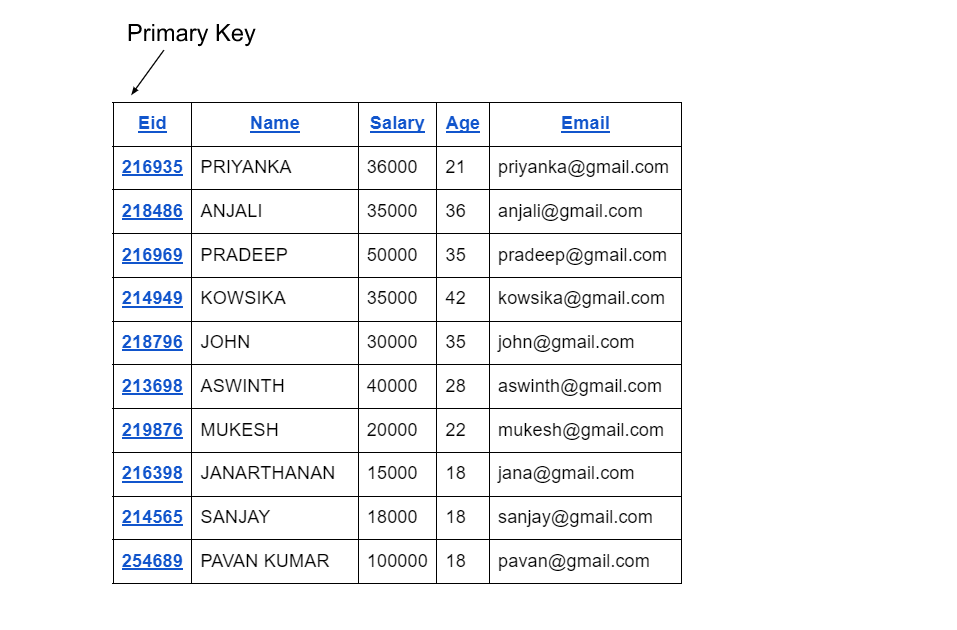 Primary Key
Eid Name Salary Age Email
216935 PRIYANKA 36000 21 priyanka@gmail.com
218486 ANJALI 35000 36 anjali@gmail.com
216969 PRADEEP 50000 35 pradeep@gmail.com
214949 KOWSIKA 35000 42 kowsika@gmail.com
218796 JOHN 30000 35 john@gmail.com
213698 ASWINTH 40000 28 aswinth@gmail.com
219876 MUKESH 20000 22 mukesh@gmail.com
216398 JANARTHANAN 15000 18 jana@gmail.com
214565 SANJAY 18000 18 sanjay@gmail.com
254689 PAVAN KUMAR 100000 18 pavan@gmail.com